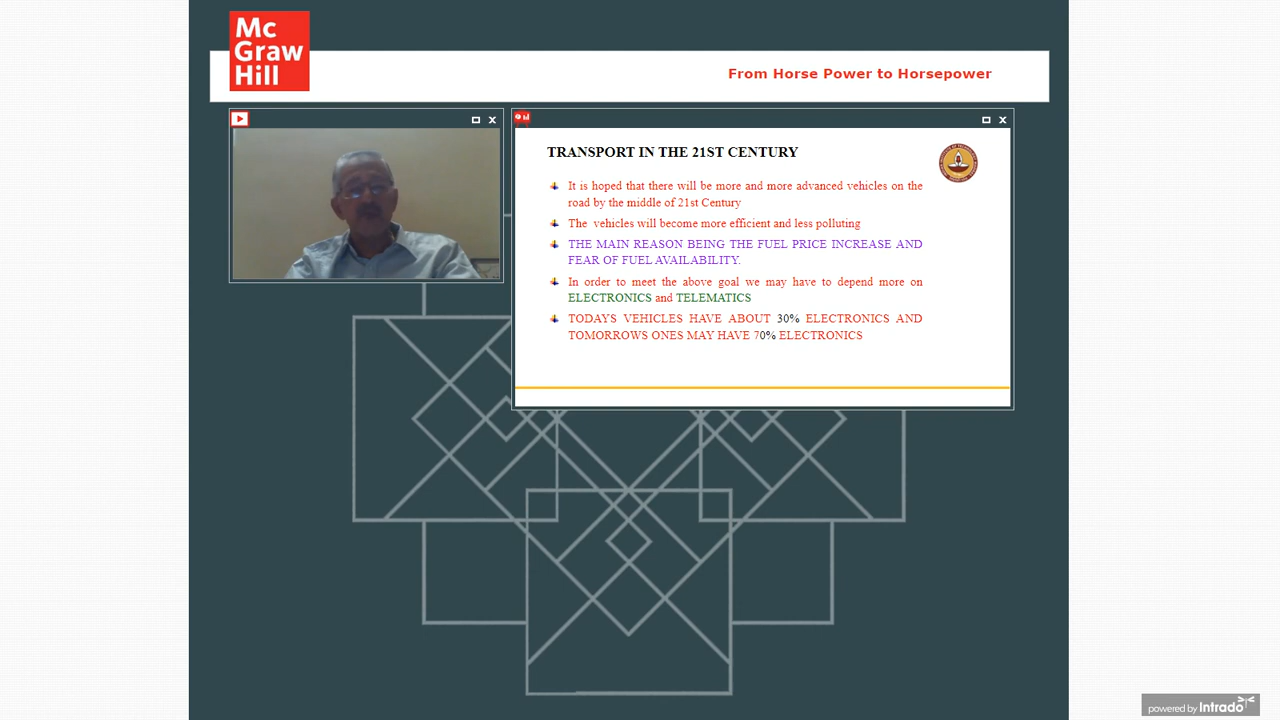 Mc
Graw
Hill
From Horse Power to Horsepower
TRANSPORT IN THE 21ST CENTURY
It is hoped that there will be more and more advanced vehicles on the
road by the middle of 21st Century
The vehicles will become more efficient and less polluting
THE MAIN REASON BEING THE FUEL PRICE INCREASE AND
FEAR OF FUEL AVAILABILITY.
In order to meet the above goal we may have to depend more on
ELECTRONICS and TELEMATICS
TODAYS VEHICLES HAVE ABOUT 30% ELECTRONICS AND
TOMORROWS ONES MAY HAVE 70% ELECTRONICS
powered by Intrado